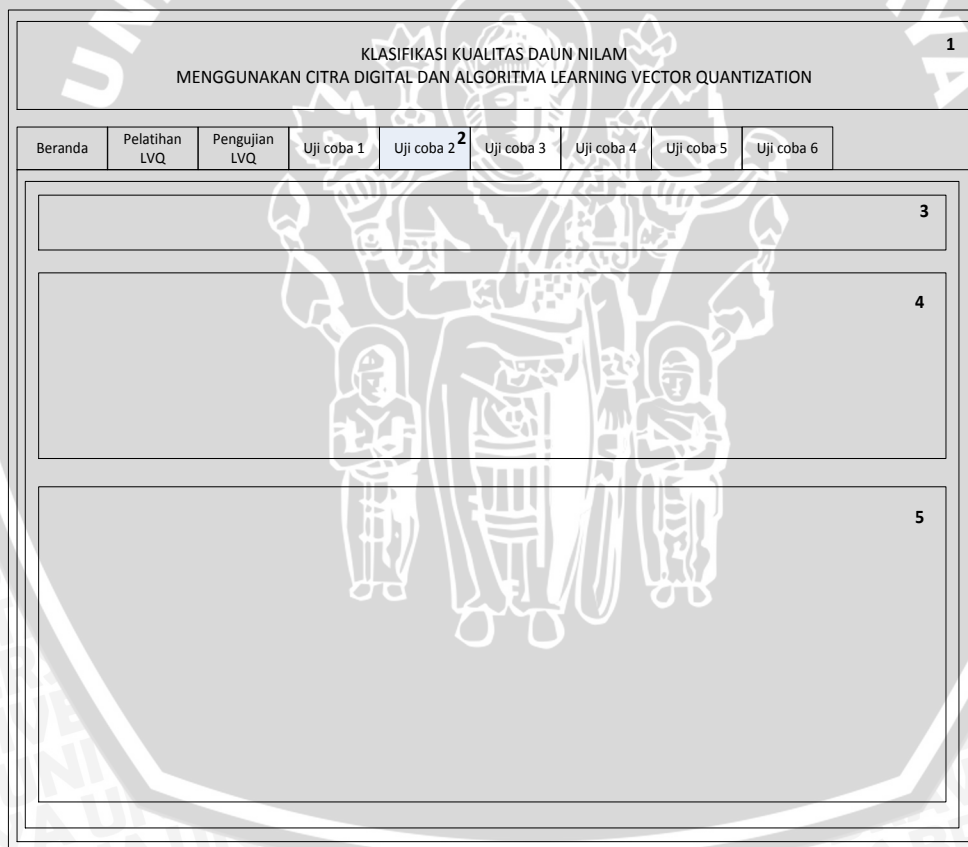 KLASIFIKASI KUALITAS DAUN NILAM
MENGGUNAKAN CITRA DIGITAL DAN ALGORITMA LEARNING VECTOR QUANTIZATION
1
Beranda
Pelatihan
LVQ
Pengujian
LVQ
Uji coba 1
Uji coba 2
2
Uji coba 3
Uji coba 4
Uji coba 5
Uji coba 6
3
4
5